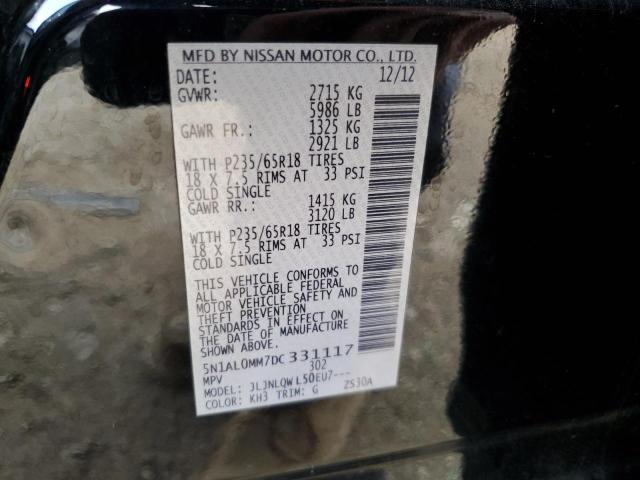 MFD BY NISSAN MOTOR CO., LTD.
DATE: 12/12
GVWR: 2715 KG
5986 LB
GAWR FR.: 1325 KG
2921 LB
WITH P235/65R18 TIRES
18 X 7.5 RIMS AT 33 PSI
COLD SINGLE
GAWR RR.: 1415 KG
3120 LB
WITH P235/65R18 TIRES
18 X 7.5 RIMS AT 33 PSI
COLD SINGLE
THIS VEHICLE CONFORMS TO
ALL APPLICABLE FEDERAL
MOTOR VEHICLE SAFETY AND
THEFT PREVENTION
STANDARDS IN EFFECT ON
THE DATE OF MANUFACTURE
5N1AL0MM7DC331117
MPV 302
MODEL: JLJNLQWL50EU7---
COLOR: KH3 TRIM: G ZS30A